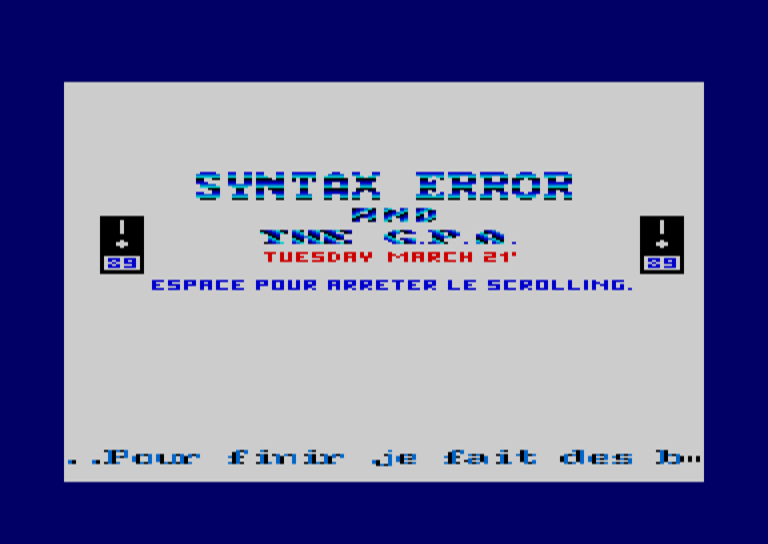 SYNTAX ERROR
AND
THE G.P.A.
TUESDAY MARCH 21'
89
89
ESPACE POUR ARRETER LE SCROLLING.
..Pour finir je fait des b